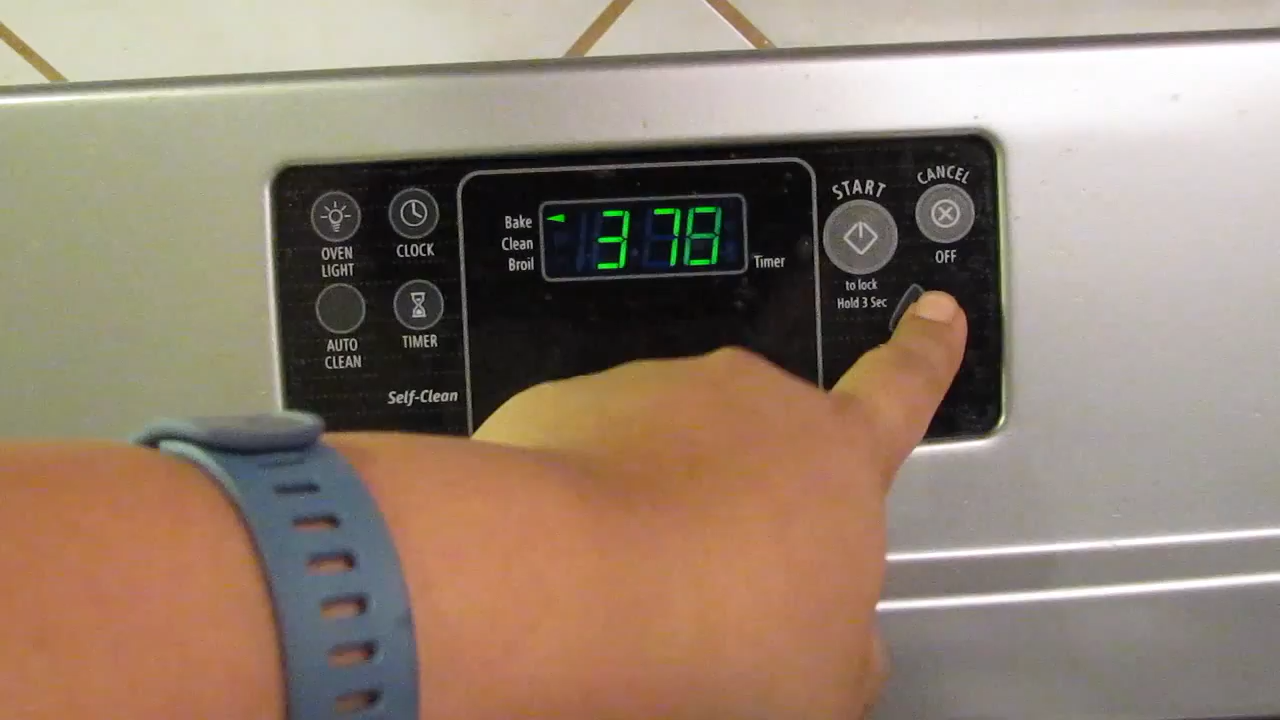 OVEN
LIGHT
CLOCK
AUTO
CLEAN
TIMER
Self-Clean
Bake
Clean
Broil
378
Timer
START
to lock
Hold 3 Sec
CANCEL
OFF